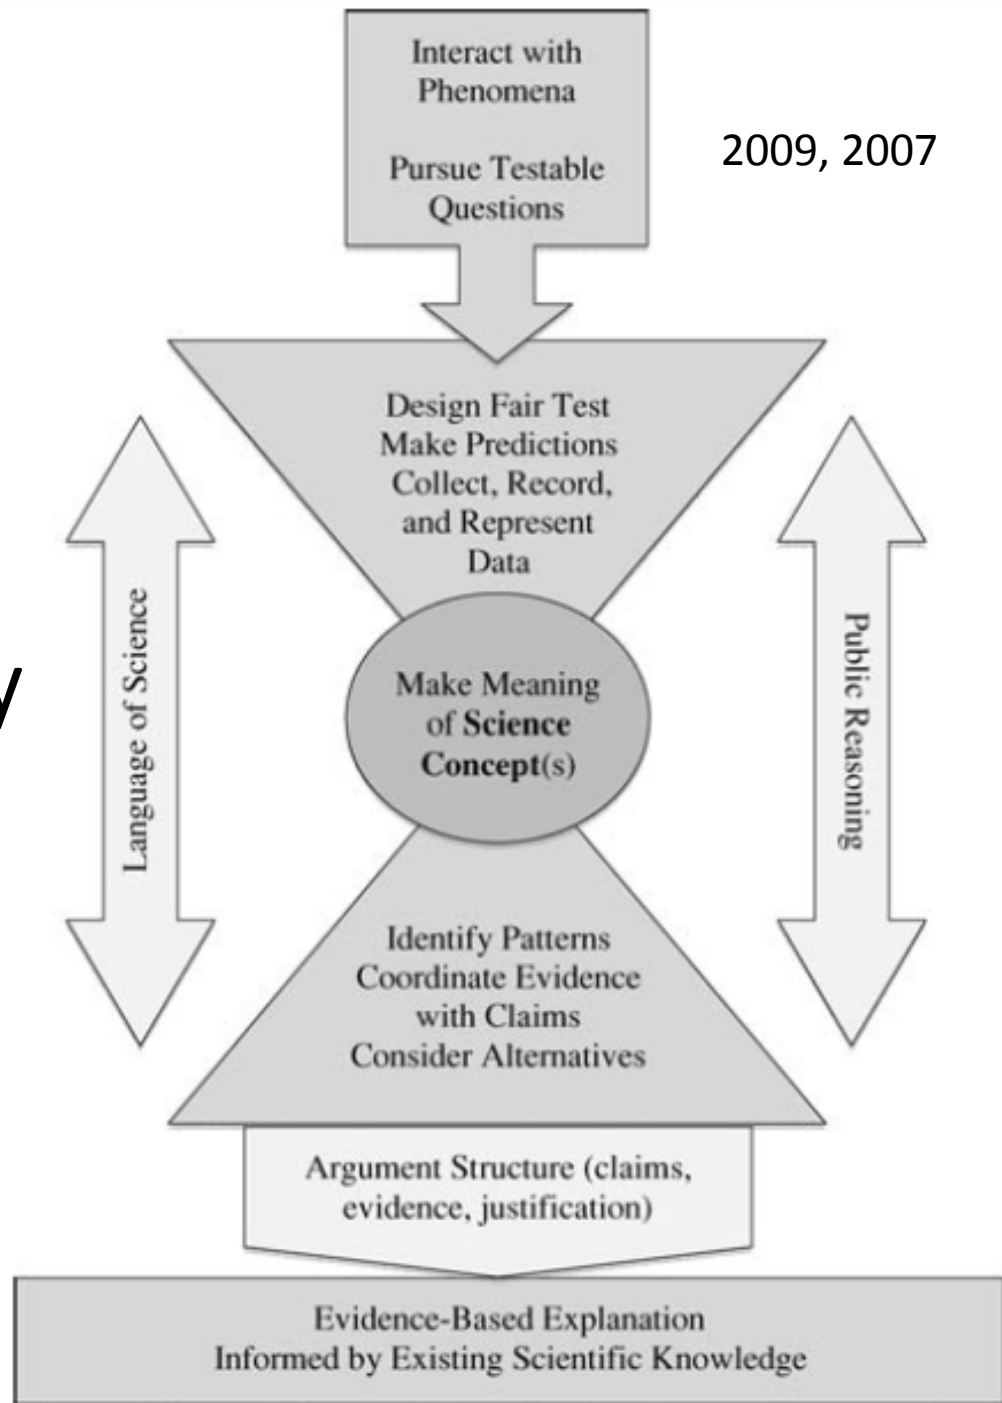 Interact with
Phenomena
Pursue Testable
Questions
2009, 2007
Design Fair Test
Make Predictions
Collect, Record,
and Represent
Data
Language of Science
y
Make Meaning
of Science
Concept(s)
Public Reasoning
Identify Patterns
Coordinate Evidence
with Claims
Consider Alternatives
Argument Structure (claims,
evidence, justification)
Evidence-Based Explanation
Informed by Existing Scientific Knowledge